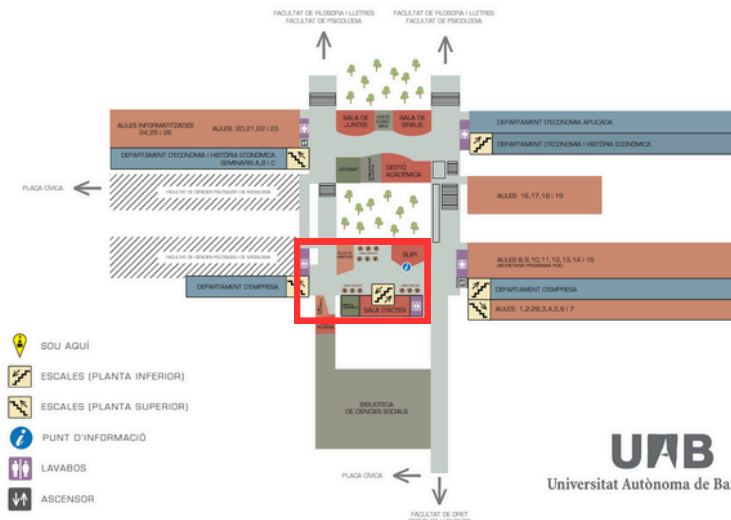 FACULTAT DE FILOSOFIA I LLETRES
FACULTAT DE PSICOLOGIA
FACULTAT DE FILOSOFIA I LLETRES
FACULTAT DE PSICOLOGIA
AULES INFORMATITZADES
24,25 i 26
AULES: 20,21,22 i 23
SALA DE
JUNTES
SALA DE
GRAUS
DEPARTAMENT D'ECONOMIA APLICADA
DEPARTAMENT D'ECONOMIA I HISTÒRIA ECONÒMICA
SEMINARIS A,B i C
DEPARTAMENT D'ECONOMIA I HISTÒRIA ECONÒMICA
GESTIÓ
ACADÈMICA
PLAÇA CÍVICA
FACULTAT DE CIÈNCIES POLÍTIQUES I DE SOCIOLOGIA
AULES: 16,17,18 i 19
FACULTAT DE CIÈNCIES POLÍTIQUES I DE SOCIOLOGIA
SUPI
AULES 8,9,10,11,12,13,14 i 15
DEPARTAMENT D'EMPRESA
DEPARTAMENT D'EMPRESA
SALA D'ACTES
AULES: 1,2,2B,3,4,5,6 i 7
SOU AQUÍ
ESCALES (PLANTA INFERIOR)
ESCALES (PLANTA SUPERIOR)
PUNT D'INFORMACIÓ
LAVABOS
ASCENSOR
BIBLIOTECA
DE CIÈNCIES SOCIALS
UAB
Universitat Autònoma de Ba
PLAÇA CÍVICA
FACULTAT DE DRET